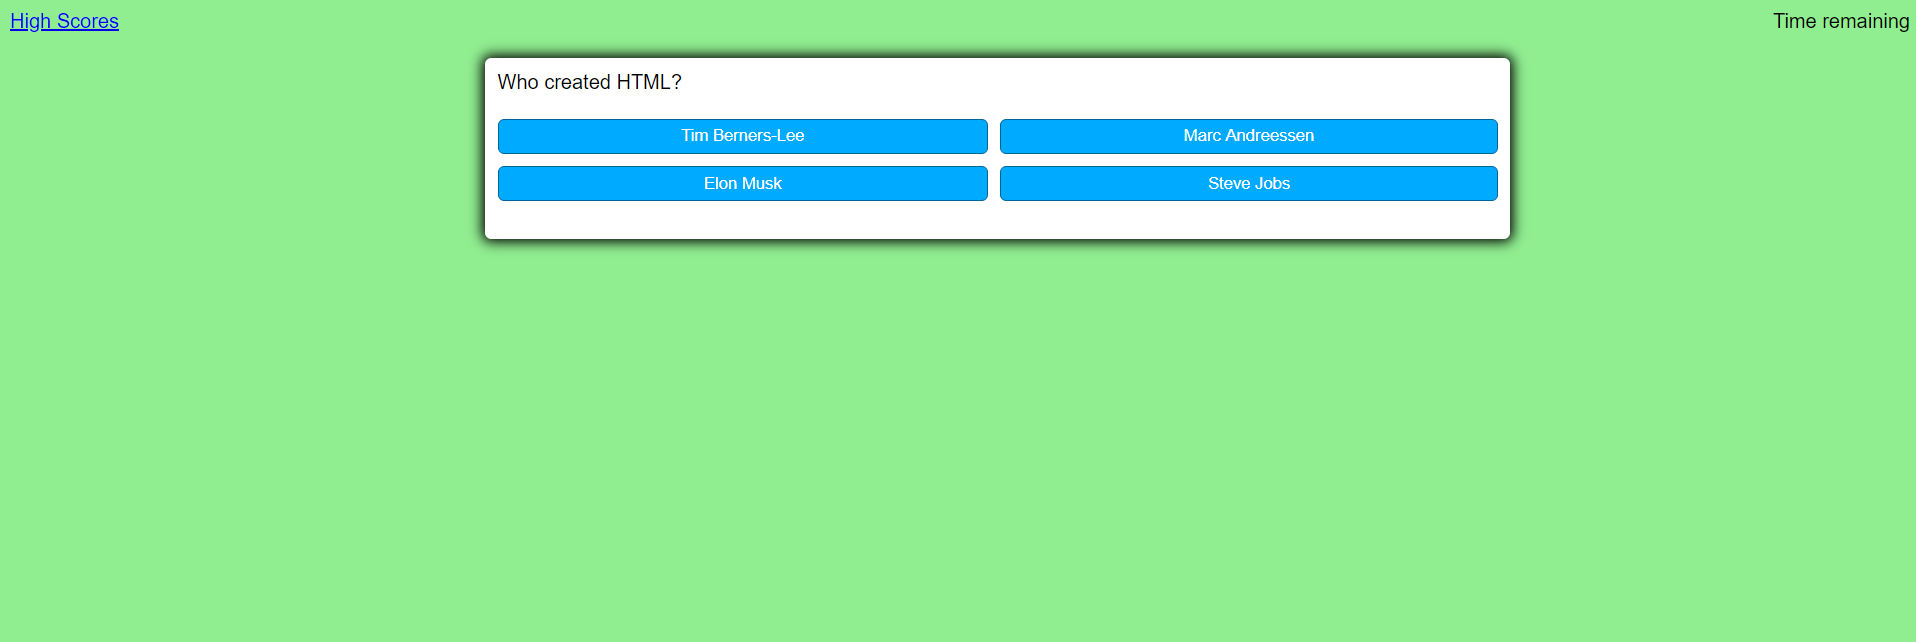 High Scores
Time remaining
Who created HTML?
Tim Berners-Lee
Marc Andreessen
Elon Musk
Steve Jobs